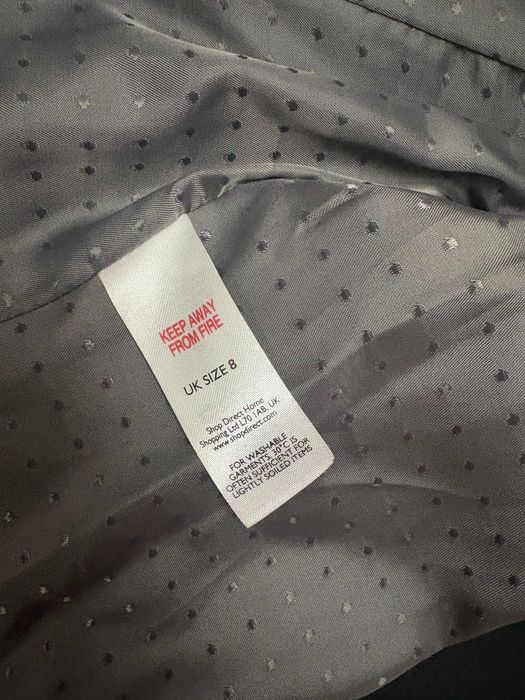 KEEP AWAY
FROM FIRE
UK SIZE 8
Shop Direct Home
Shopping Ltd L70 1AB, UK
www.shopdirect.com
FOR WASHABLE
GARMENTS, 30°C IS
OFTEN SUFFICIENT FOR
LIGHTLY SOILED ITEMS